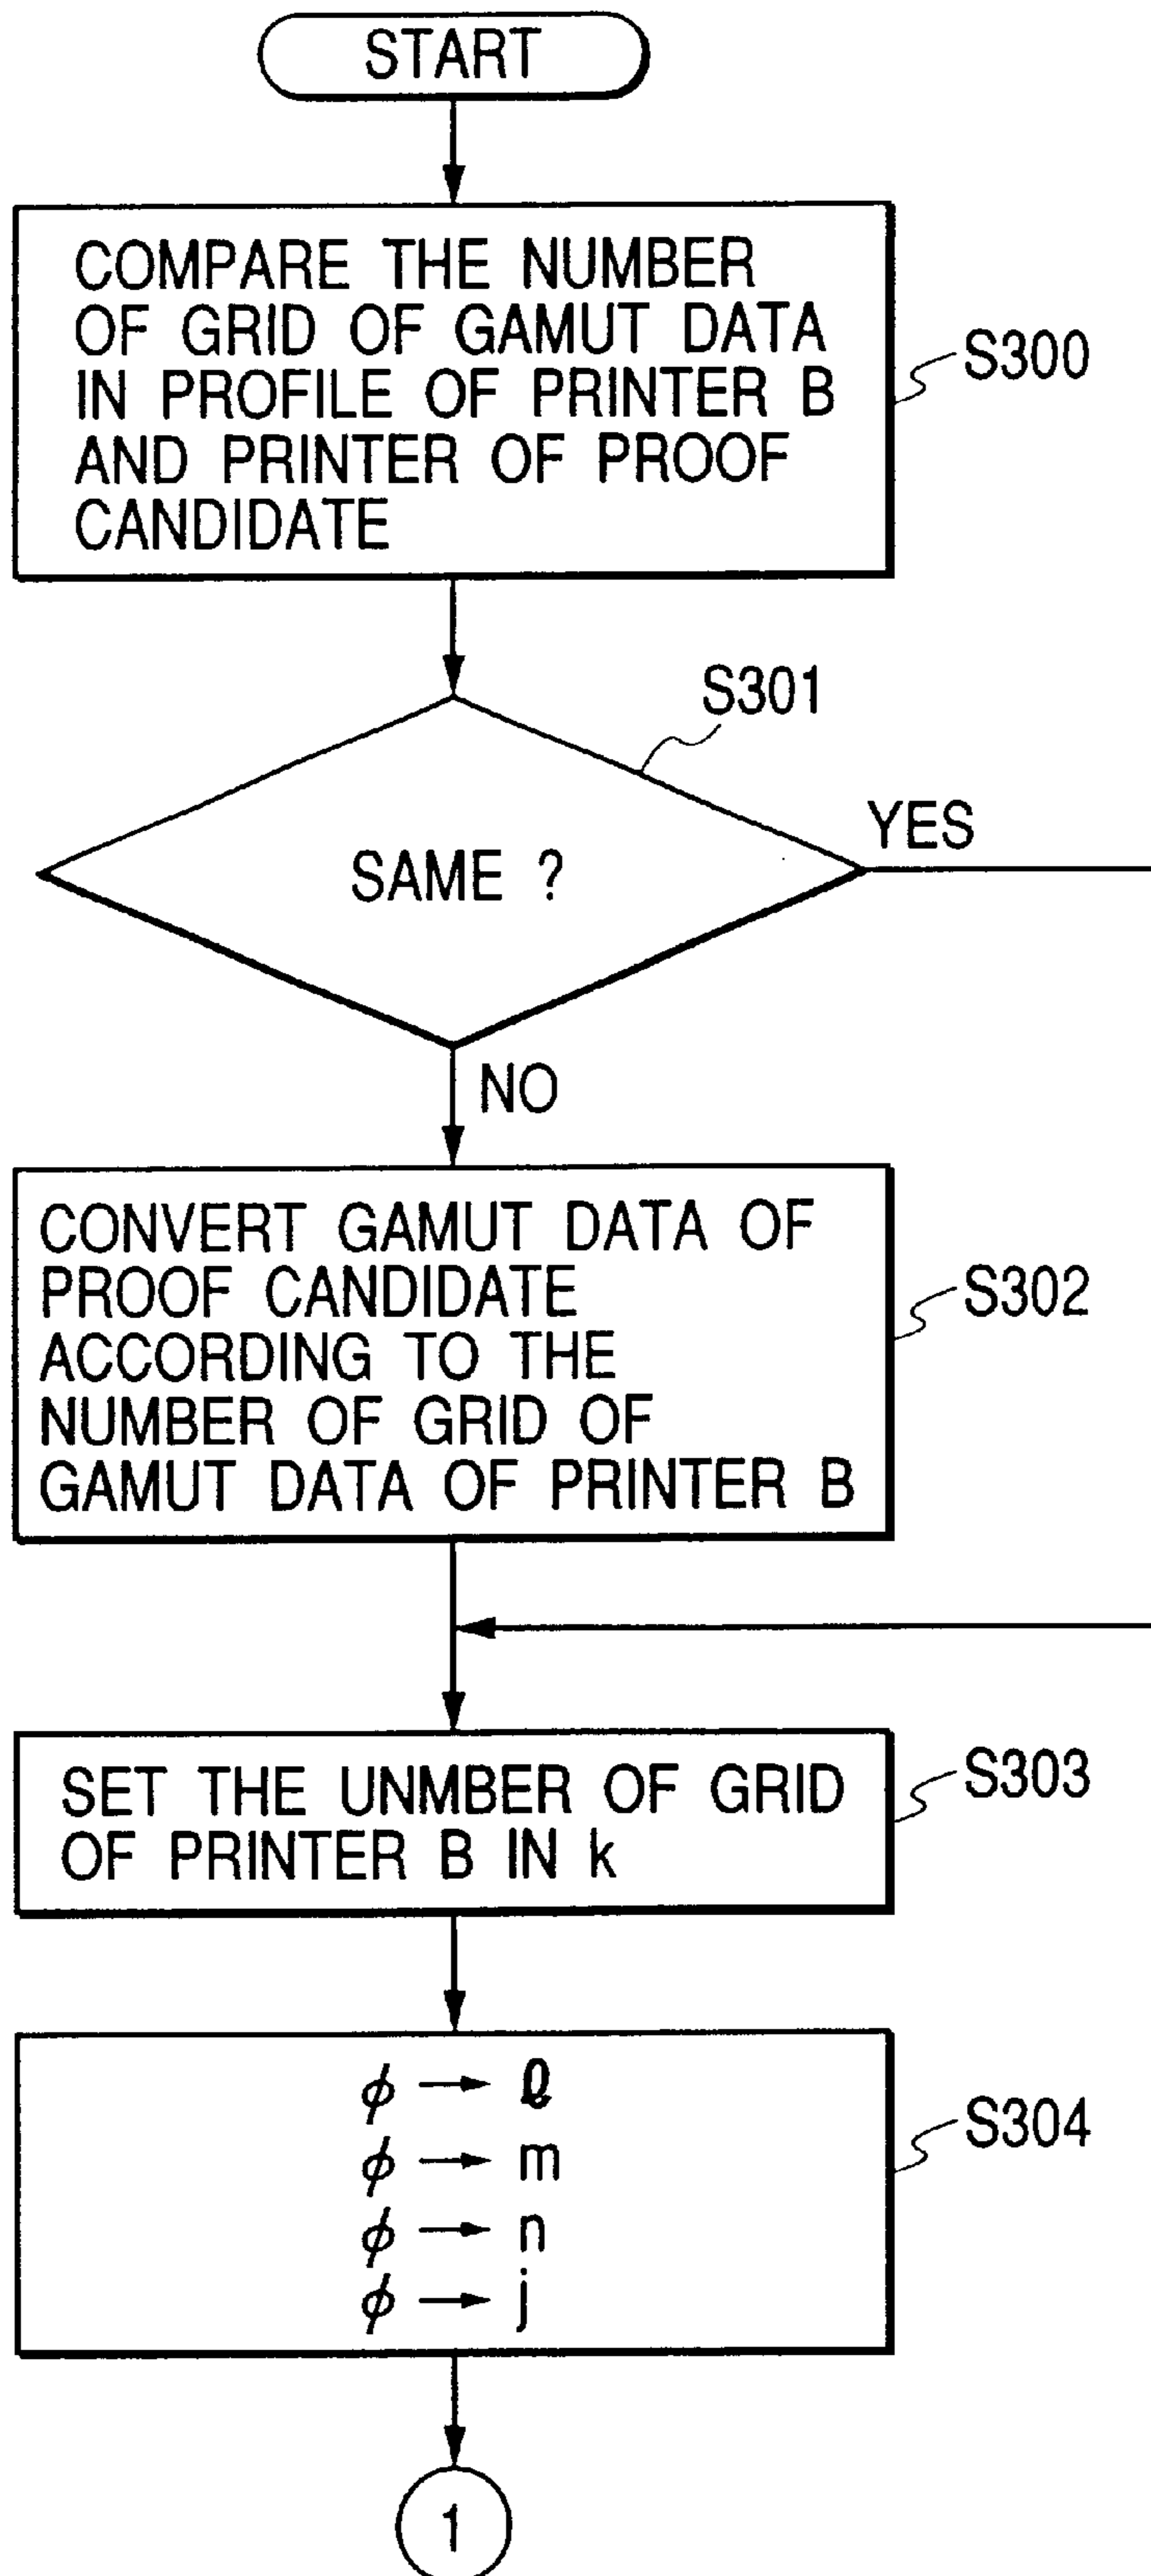 START
COMPARE THE NUMBER
OF GRID OF GAMUT DATA
IN PROFILE OF PRINTER B
AND PRINTER OF PROOF
CANDIDATE
S300
S301
SAME ?
YES
NO
CONVERT GAMUT DATA OF
PROOF CANDIDATE
ACCORDING TO THE
NUMBER OF GRID OF
GAMUT DATA OF PRINTER B
S302
SET THE UNMBER OF GRID
OF PRINTER B IN k
S303
ϕ → ℓ
ϕ → m
ϕ → n
ϕ → j
S304
1